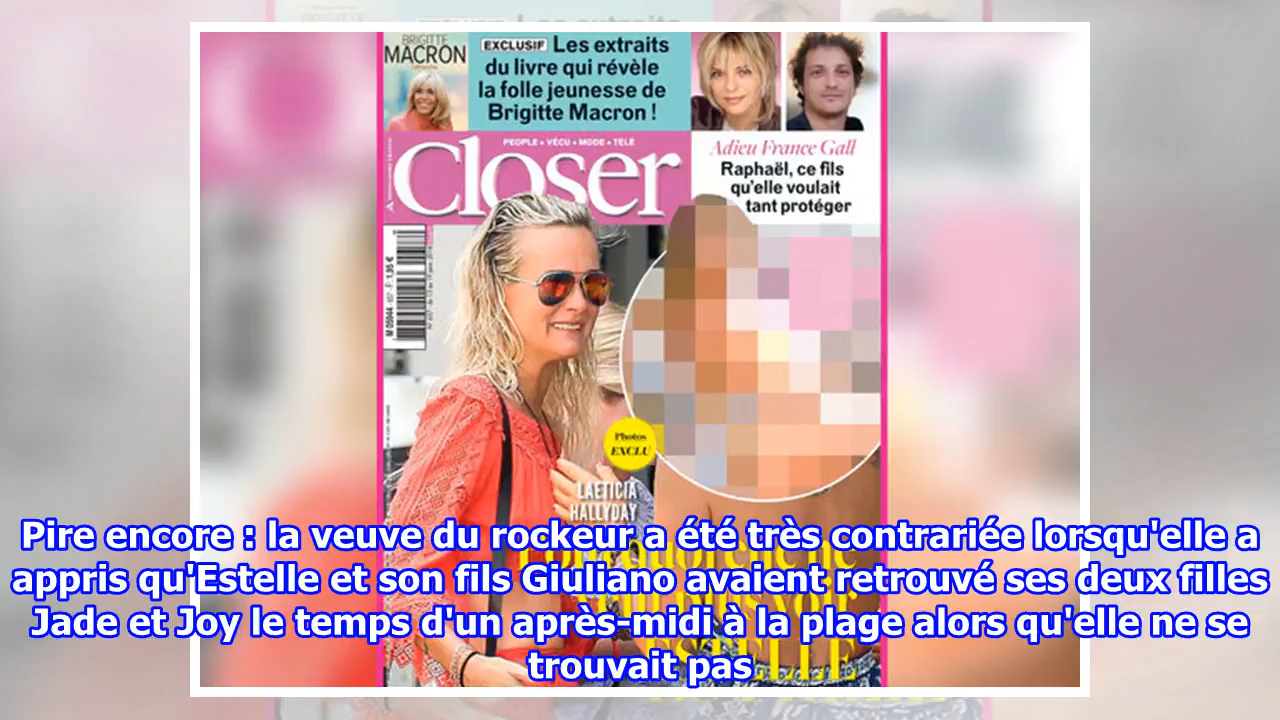 BRIGITTE
MACRON
EXCLUSIF Les extraits
du livre qui révèle
la folle jeunesse de
Brigitte Macron !
PEOPLE • VÉCU • MODE • TÉLÉ
Closer
Adieu France Gall
Raphaël, ce fils
qu'elle voulait
tant protéger
Photos
EXCLU
LAETICIA
HALLYDAY
ESTELLE
Pire encore : la veuve du rockeur a été très contrariée lorsqu'elle a
appris qu'Estelle et son fils Giuliano avaient retrouvé ses deux filles
Jade et Joy le temps d'un après-midi à la plage alors qu'elle ne se
trouvait pas